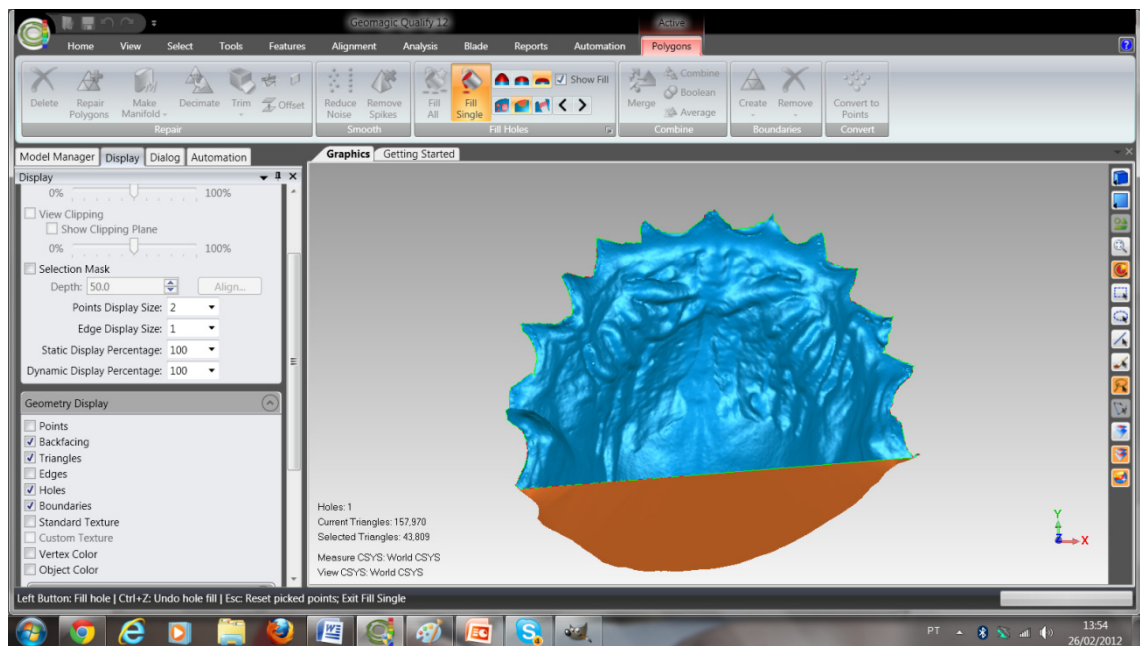 Geomagic Qualify 12
Active
Home View Select Tools Features Alignment Analysis Blade Reports Automation Polygons
Show Fill
Combine
Boolean
Average
Delete Repair Polygons Make Manifold Decimate Trim Offset Reduce Noise Remove Spikes Fill All Fill Single Merge Create Remove Convert to Points
Repair Smooth Fill Holes Combine Boundaries Convert
Model Manager Display Dialog Automation
Graphics Getting Started
Display
0% 100%
View Clipping
Show Clipping Plane
0% 100%
Selection Mask
Depth: 50.0 Align...
Points Display Size: 2
Edge Display Size: 1
Static Display Percentage: 100
Dynamic Display Percentage: 100
Geometry Display
Points
Backfacing
Triangles
Edges
Holes
Boundaries
Standard Texture
Custom Texture
Vertex Color
Object Color
Holes: 1
Current Triangles: 157,970
Selected Triangles: 43,809
Measure CSYS: World CSYS
View CSYS: World CSYS
Y
Z X
Left Button: Fill hole | Ctrl+Z: Undo hole fill | Esc: Reset picked points; Exit Fill Single
PT
13:54
26/02/2012